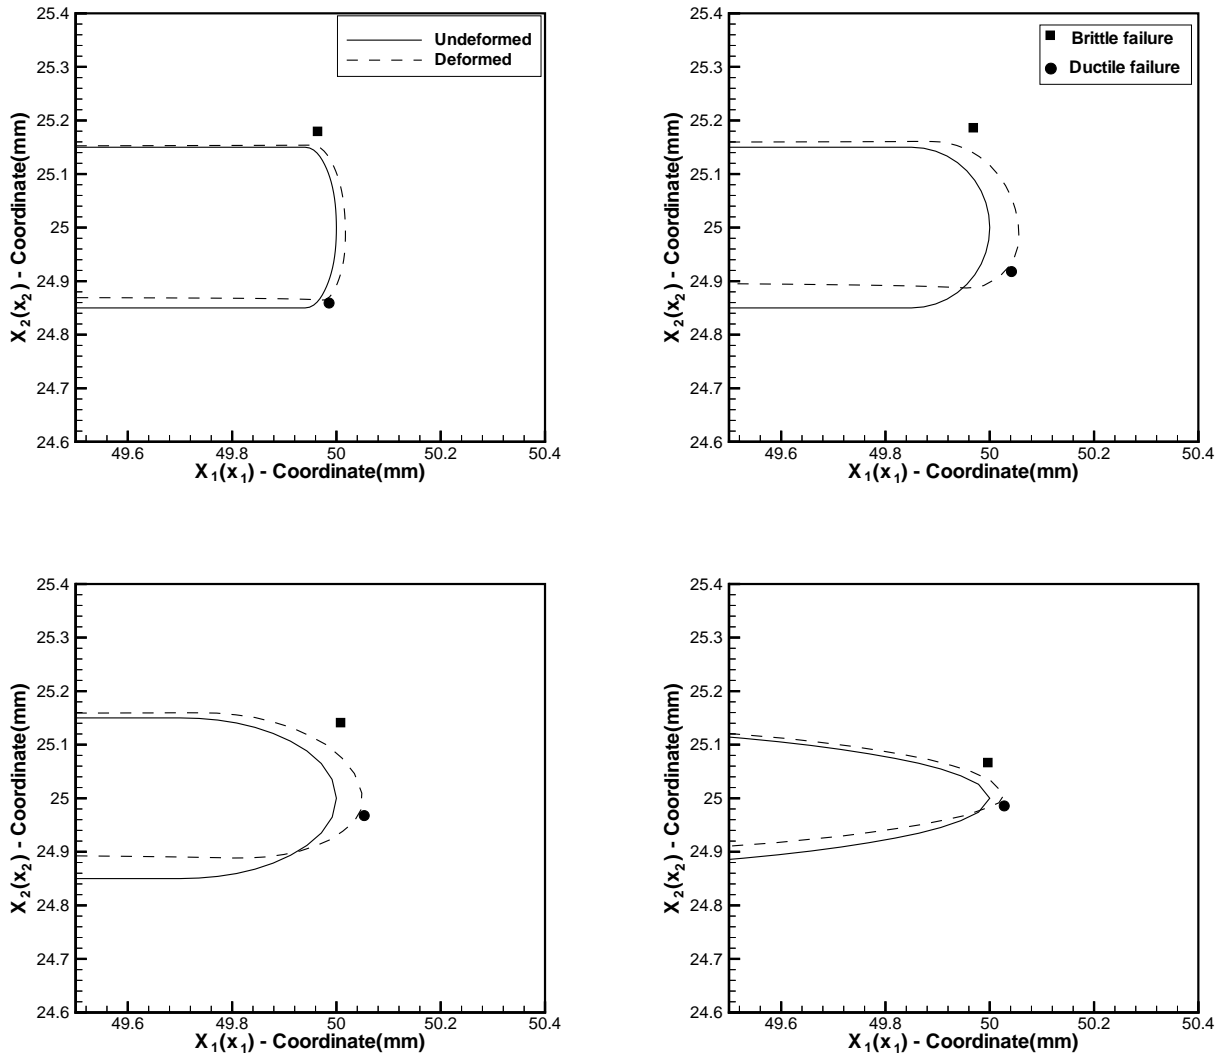 25.4
25.3
25.2
25.1
25
24.9
24.8
24.7
24.6
49.6 49.8 50 50.2 50.4
X1(x1) - Coordinate(mm)
X2(x2) - Coordinate(mm)
Undeformed
Deformed
25.4
25.3
25.2
25.1
25
24.9
24.8
24.7
24.6
49.6 49.8 50 50.2 50.4
X1(x1) - Coordinate(mm)
X2(x2) - Coordinate(mm)
Brittle failure
Ductile failure
25.4
25.3
25.2
25.1
25
24.9
24.8
24.7
24.6
49.6 49.8 50 50.2 50.4
X1(x1) - Coordinate(mm)
X2(x2) - Coordinate(mm)
25.4
25.3
25.2
25.1
25
24.9
24.8
24.7
24.6
49.6 49.8 50 50.2 50.4
X1(x1) - Coordinate(mm)
X2(x2) - Coordinate(mm)